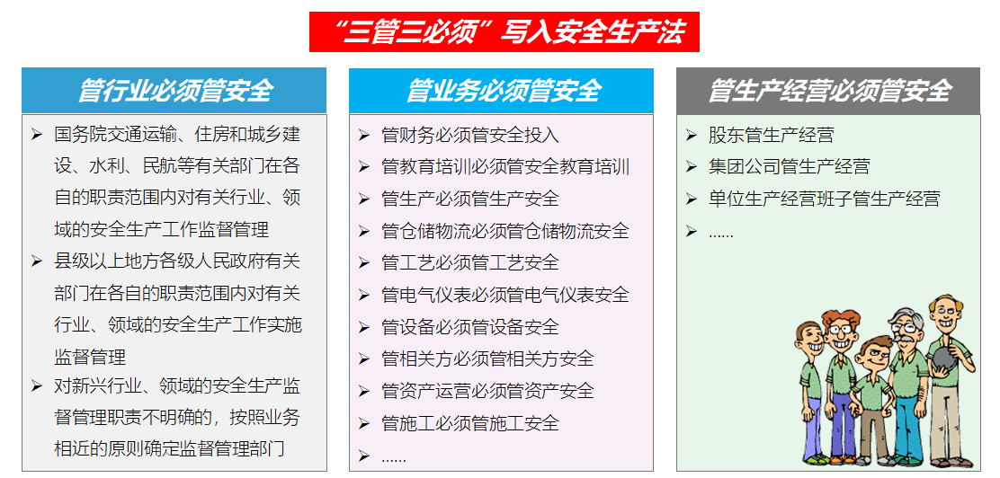 “三管三必须”写入安全生产法
管行业必须管安全
国务院交通运输、住房和城乡建
设、水利、民航等有关部门在各
自的职责范围内对有关行业、领
域的安全生产工作监督管理
县级以上地方各级人民政府有关
部门在各自的职责范围内对有关
行业、领域的安全生产工作实施
监督管理
对新兴行业、领域的安全生产监
督管理职责不明确的，按照业务
相近的原则确定监督管理部门
管业务必须管安全
管财务必须管安全投入
管教育培训必须管安全教育培训
管生产必须管生产安全
管仓储物流必须管仓储物流安全
管工艺必须管工艺安全
管电气仪表必须管电气仪表安全
管设备必须管设备安全
管相关方必须管相关方安全
管资产运营必须管资产安全
管施工必须管施工安全
……
管生产经营必须管安全
股东管生产经营
集团公司管生产经营
单位生产经营班子管生产经营
……